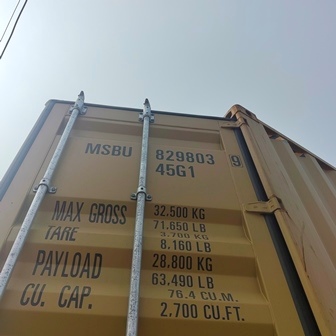 MSBU 829803 9
45G1
MAX GROSS 32.500 KG
71.650 LB
TARE 3.700 KG
8.160 LB
PAYLOAD 28.800 KG
63.490 LB
CU. CAP. 76.4 CU.M.
2.700 CU.FT.